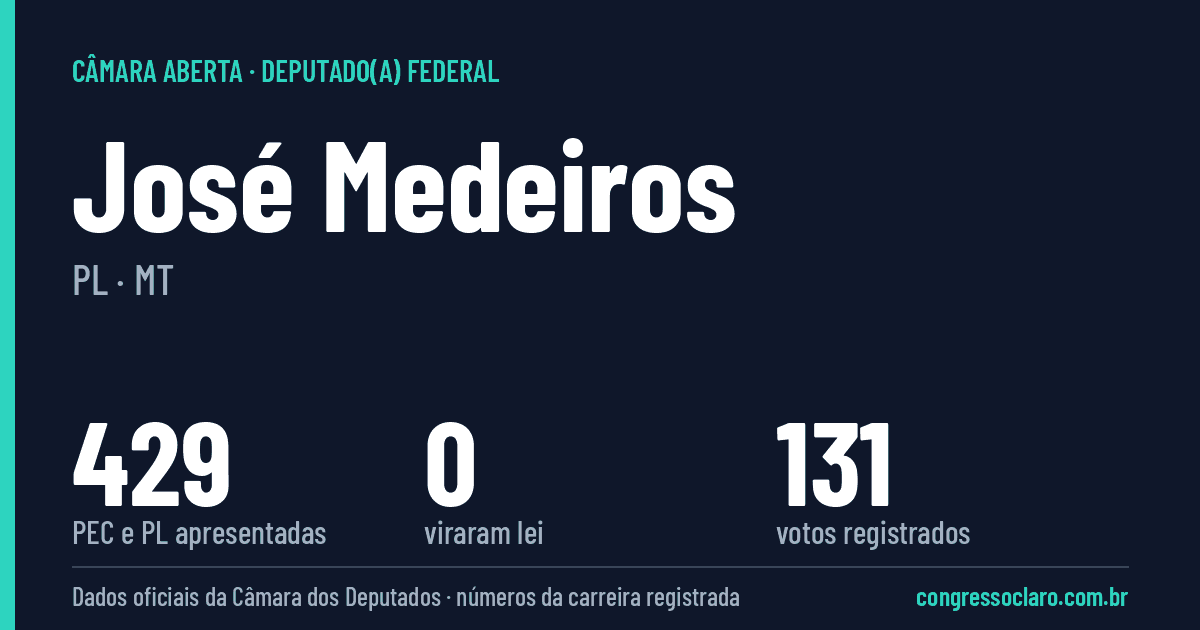 CÂMARA ABERTA · DEPUTADO(A) FEDERAL
José Medeiros
PL · MT
429 0 131
PEC e PL apresentadas viraram lei votos registrados
Dados oficiais da Câmara dos Deputados · números da carreira registrada congressoclaro.com.br